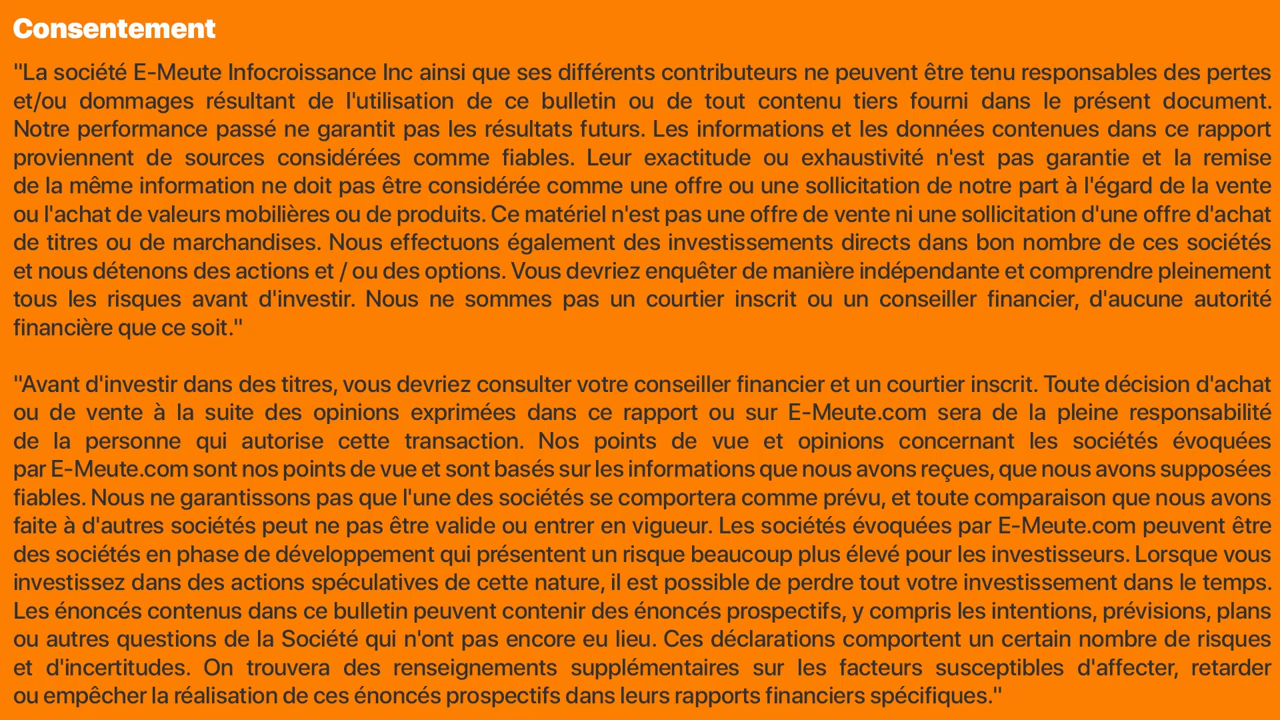 Consentement
"La société E-Meute Infocroissance Inc ainsi que ses différents contributeurs ne peuvent être tenu responsables des pertes
et/ou dommages résultant de l'utilisation de ce bulletin ou de tout contenu tiers fourni dans le présent document.
Notre performance passé ne garantit pas les résultats futurs. Les informations et les données contenues dans ce rapport
proviennent de sources considérées comme fiables. Leur exactitude ou exhaustivité n'est pas garantie et la remise
de la même information ne doit pas être considérée comme une offre ou une sollicitation de notre part à l'égard de la vente
ou l'achat de valeurs mobilières ou de produits. Ce matériel n'est pas une offre de vente ni une sollicitation d'une offre d'achat
de titres ou de marchandises. Nous effectuons également des investissements directs dans bon nombre de ces sociétés
et nous détenons des actions et / ou des options. Vous devriez enquêter de manière indépendante et comprendre pleinement
tous les risques avant d'investir. Nous ne sommes pas un courtier inscrit ou un conseiller financier, d'aucune autorité
financière que ce soit."
"Avant d'investir dans des titres, vous devriez consulter votre conseiller financier et un courtier inscrit. Toute décision d'achat
ou de vente à la suite des opinions exprimées dans ce rapport ou sur E-Meute.com sera de la pleine responsabilité
de la personne qui autorise cette transaction. Nos points de vue et opinions concernant les sociétés évoquées
par E-Meute.com sont nos points de vue et sont basés sur les informations que nous avons reçues, que nous avons supposées
fiables. Nous ne garantissons pas que l'une des sociétés se comportera comme prévu, et toute comparaison que nous avons
faite à d'autres sociétés peut ne pas être valide ou entrer en vigueur. Les sociétés évoquées par E-Meute.com peuvent être
des sociétés en phase de développement qui présentent un risque beaucoup plus élevé pour les investisseurs. Lorsque vous
investissez dans des actions spéculatives de cette nature, il est possible de perdre tout votre investissement dans le temps.
Les énoncés contenus dans ce bulletin peuvent contenir des énoncés prospectifs, y compris les intentions, prévisions, plans
ou autres questions de la Société qui n'ont pas encore eu lieu. Ces déclarations comportent un certain nombre de risques
et d'incertitudes. On trouvera des renseignements supplémentaires sur les facteurs susceptibles d'affecter, retarder
ou empêcher la réalisation de ces énoncés prospectifs dans leurs rapports financiers spécifiques."